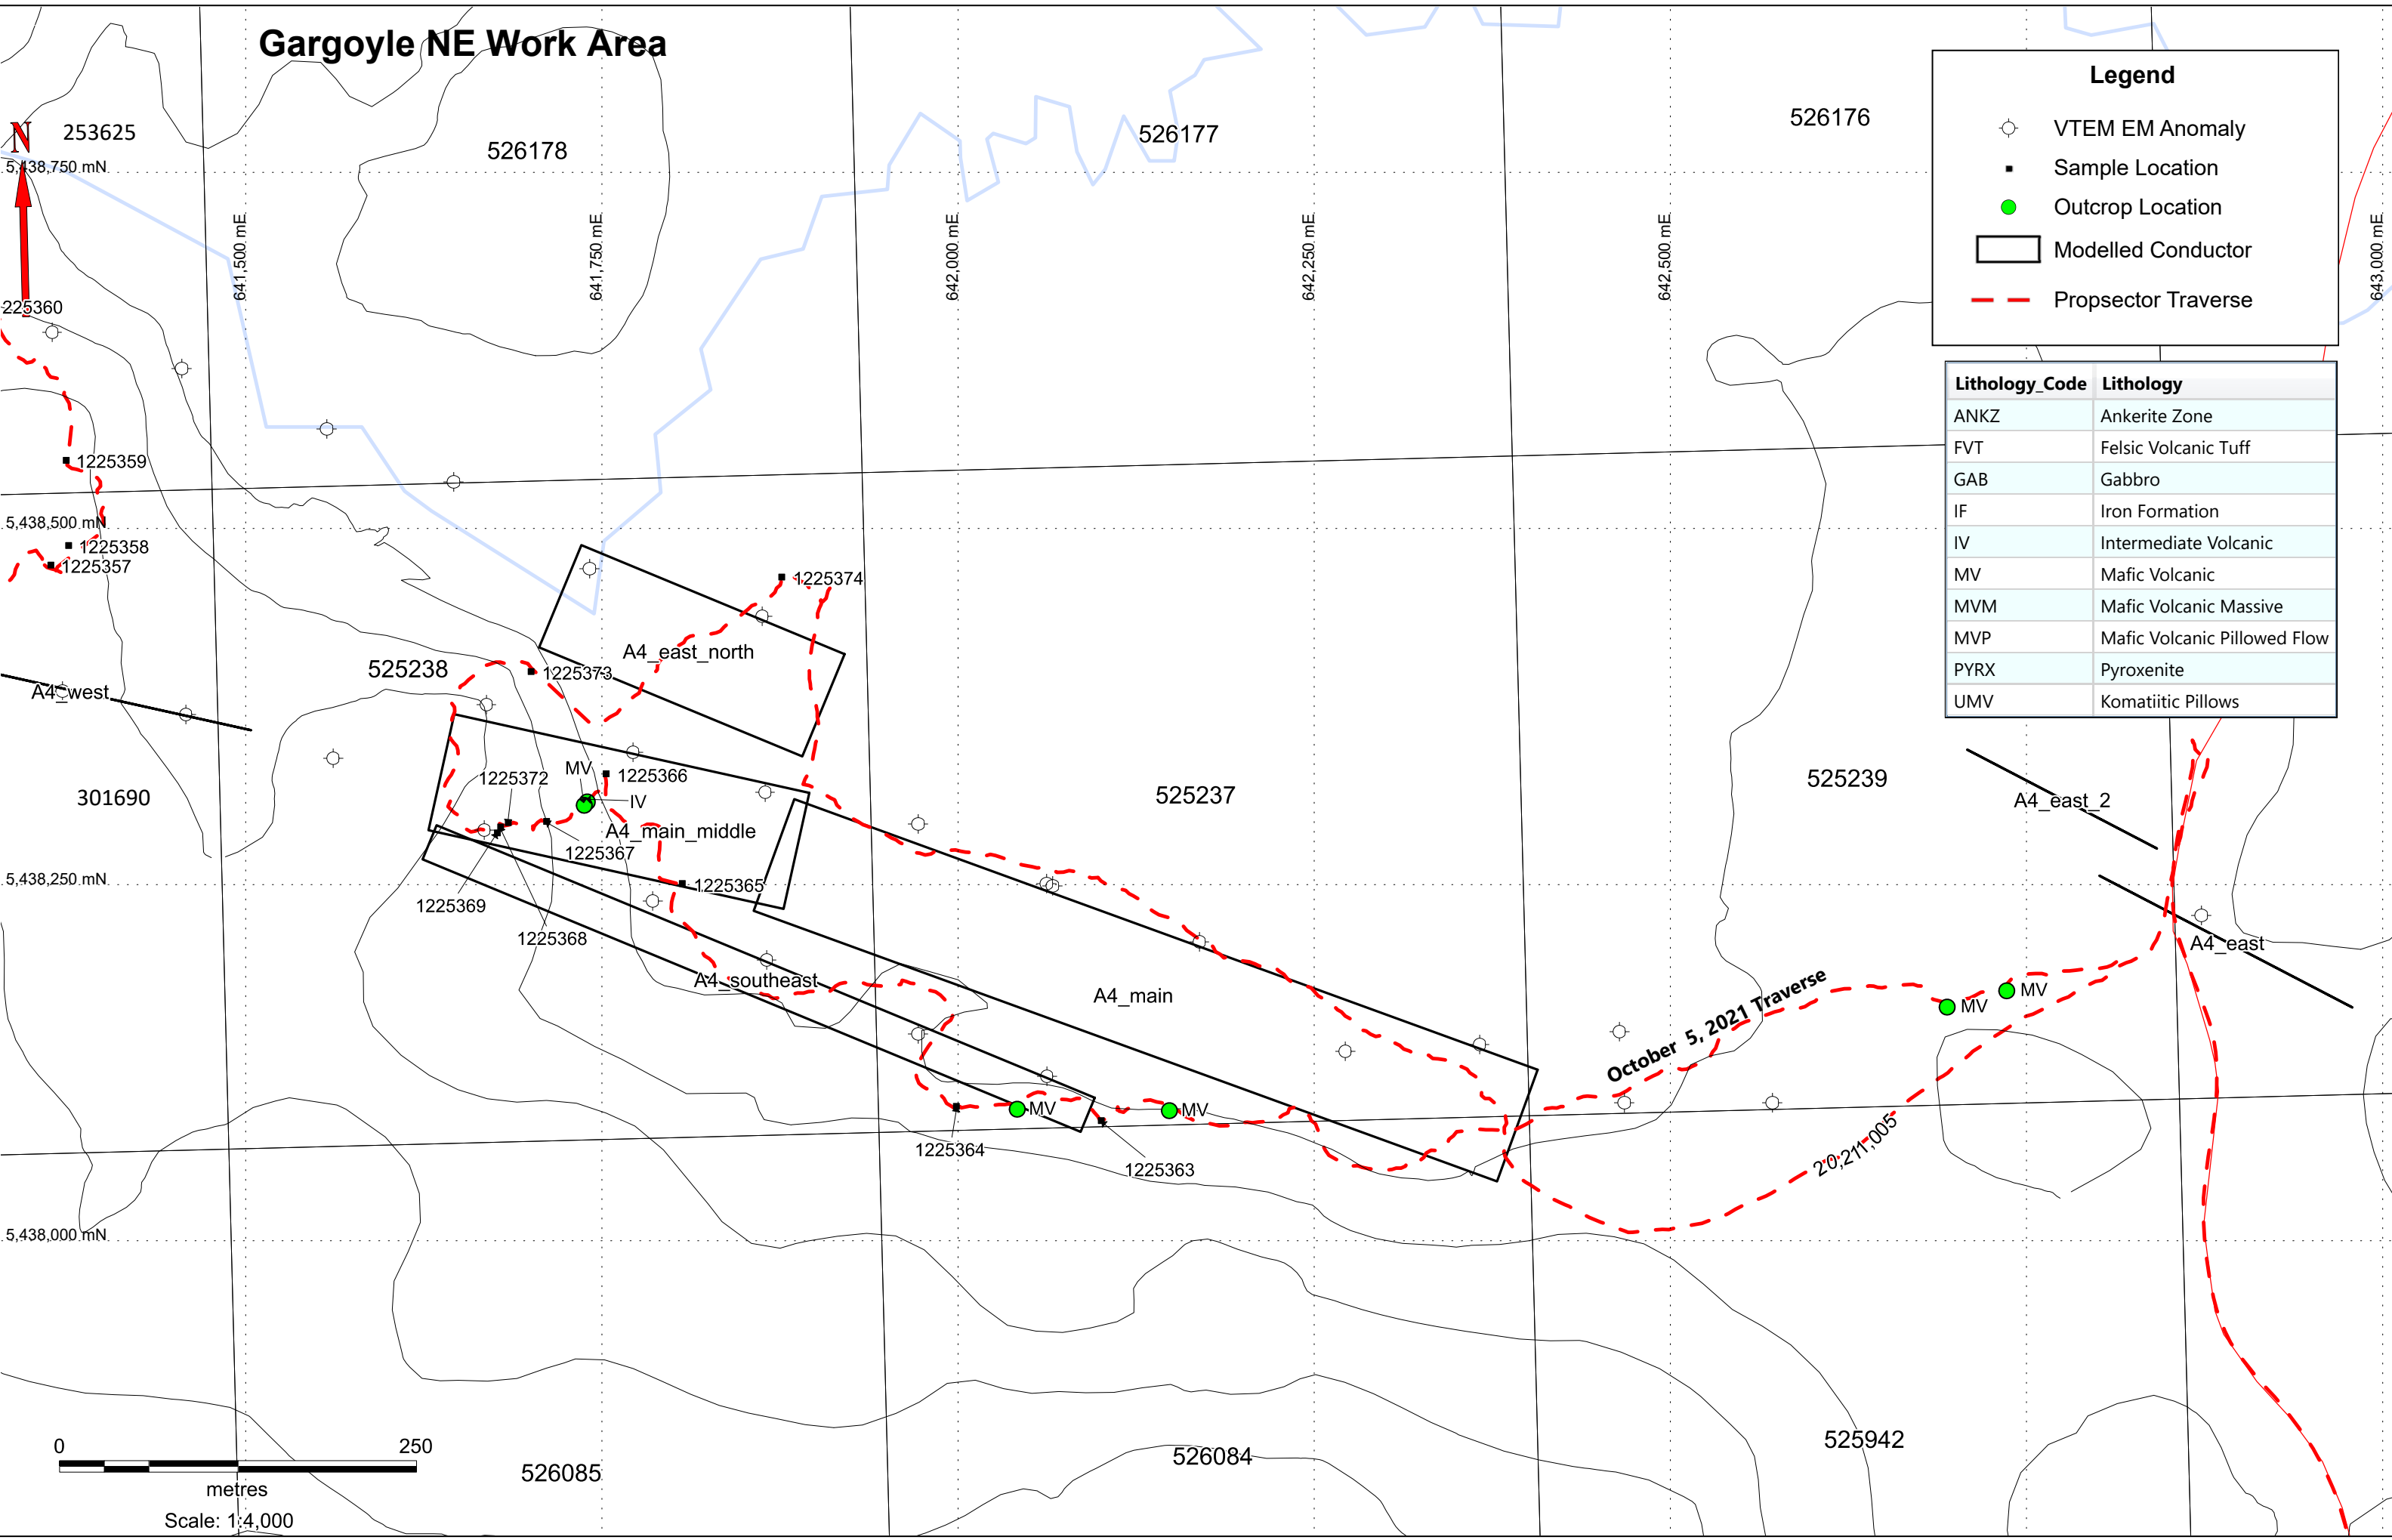 Gargoyle NE Work Area
N
253625
526178
526177
526176
5,438,750 mN
641,500 mE
641,750 mE
642,000 mE
642,250 mE
642,500 mE
643,000 mE
Legend
VTEM EM Anomaly
Sample Location
Outcrop Location
Modelled Conductor
Propsector Traverse
225360
Lithology_Code Lithology
ANKZ Ankerite Zone
FVT Felsic Volcanic Tuff
GAB Gabbro
IF Iron Formation
IV Intermediate Volcanic
MV Mafic Volcanic
MVM Mafic Volcanic Massive
MVP Mafic Volcanic Pillowed Flow
PYRX Pyroxenite
UMV Komatiitic Pillows
1225359
5,438,500 mN
1225358
1225357
1225374
A4_east_north
525238
1225373
A4_west
MV
1225366
1225372
IV
301690
525237
525239
A4_east_2
A4_main_middle
1225367
5,438,250 mN
1225365
1225369
1225368
A4_east
A4_southeast
A4_main
October 5, 2021 Traverse
MV
MV
MV
MV
1225364
1225363
20,211,005
5,438,000 mN
0 250
metres
Scale: 1:4,000
526085
526084
525942